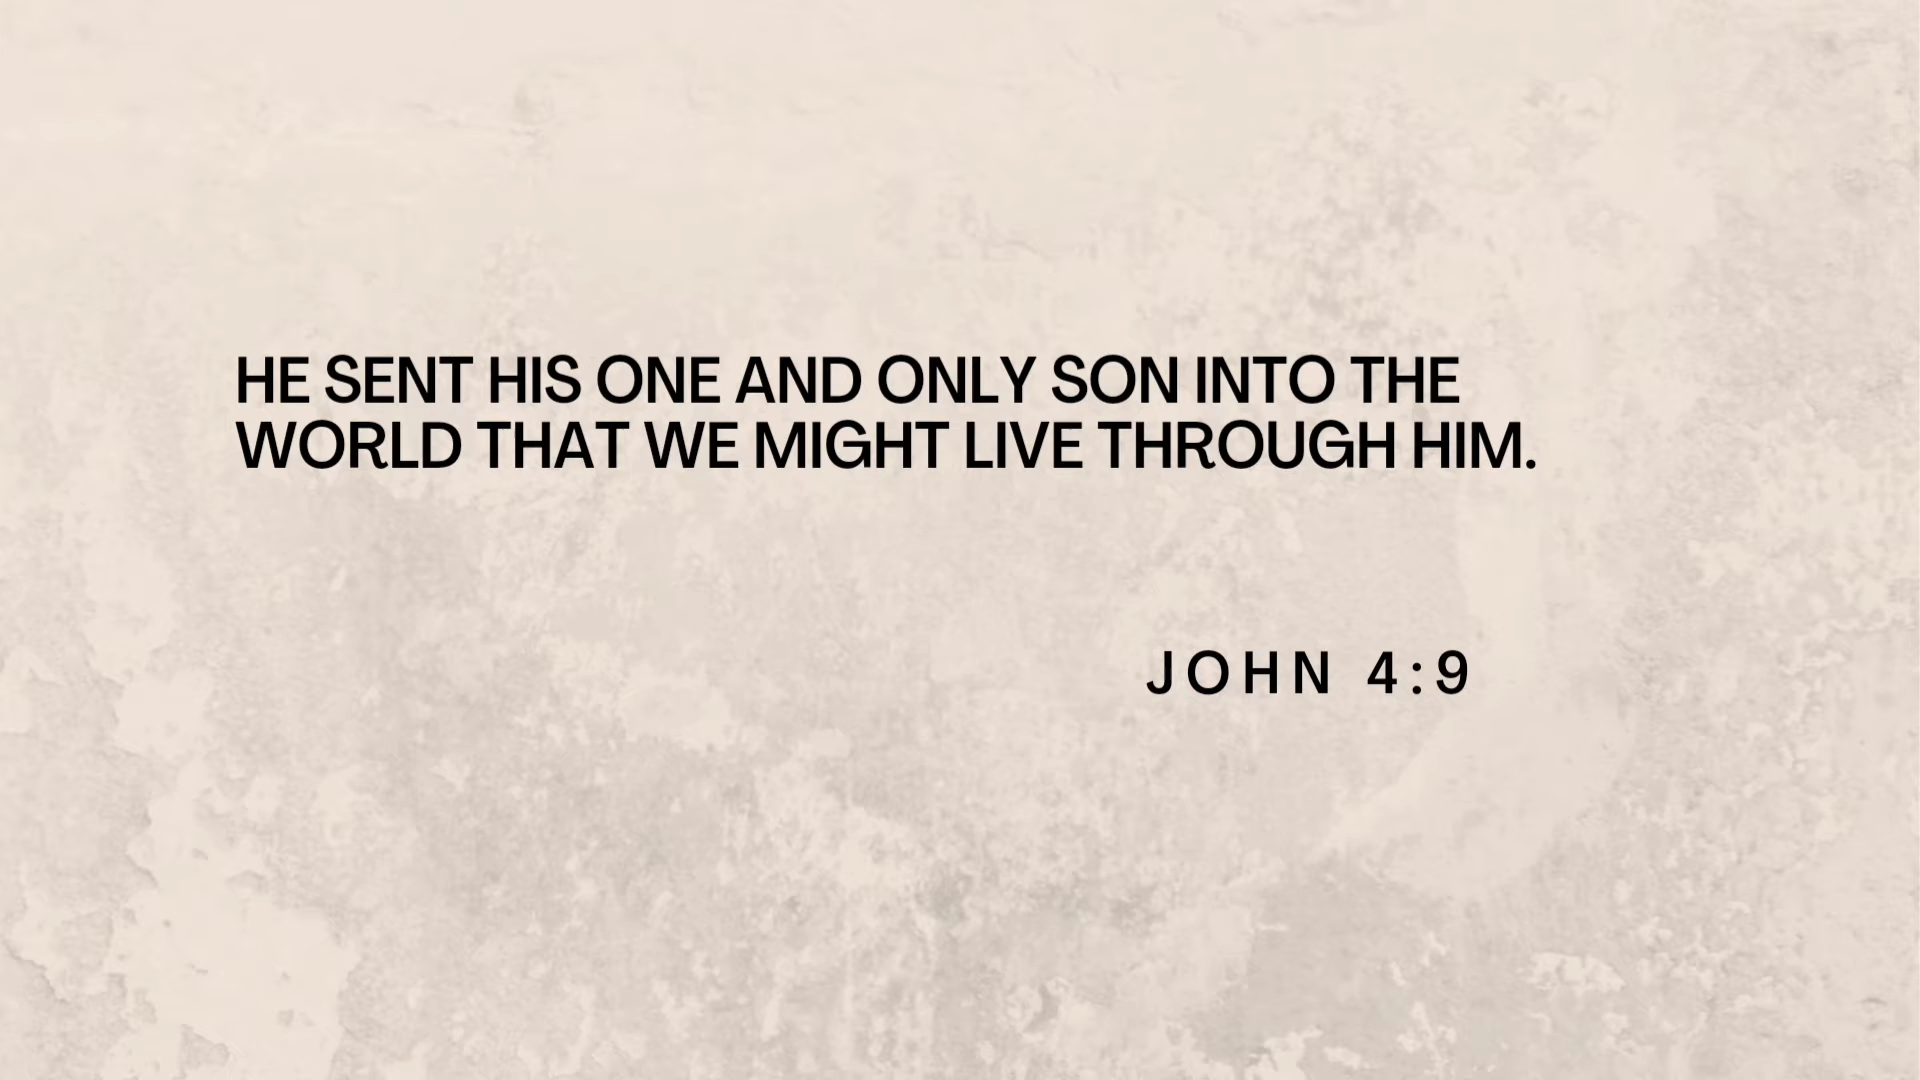 HE SENT HIS ONE AND ONLY SON INTO THE
WORLD THAT WE MIGHT LIVE THROUGH HIM.
JOHN 4:9